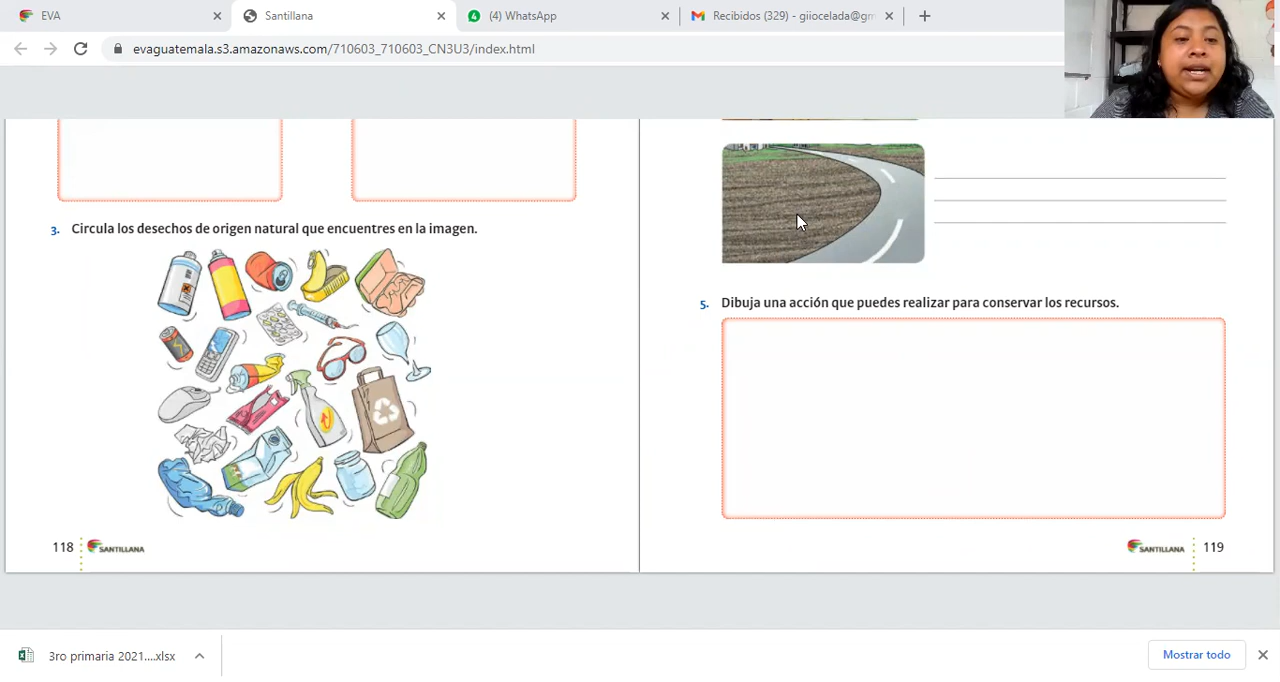 EVA
Santillana
(4) WhatsApp
Recibidos (329) - giiocelada@gm
evaguatemala.s3.amazonaws.com/710603_710603_CN3U3/index.html
3. Circula los desechos de origen natural que encuentres en la imagen.
118 SANTILLANA
5. Dibuja una acción que puedes realizar para conservar los recursos.
SANTILLANA 119
3ro primaria 2021....xlsx
Mostrar todo